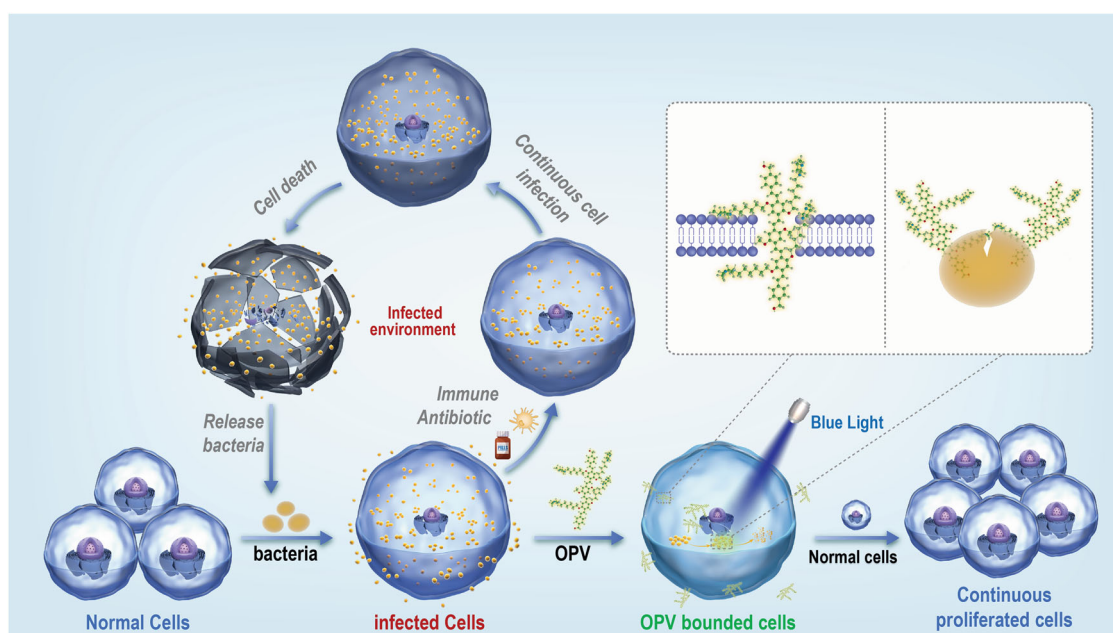 Cell death
Continuous cell
infection
Infected
environment
Immune
Antibiotic
Release
bacteria
Blue Light
bacteria
OPV
Normal cells
Normal Cells
infected Cells
OPV bounded cells
Continuous
proliferated cells